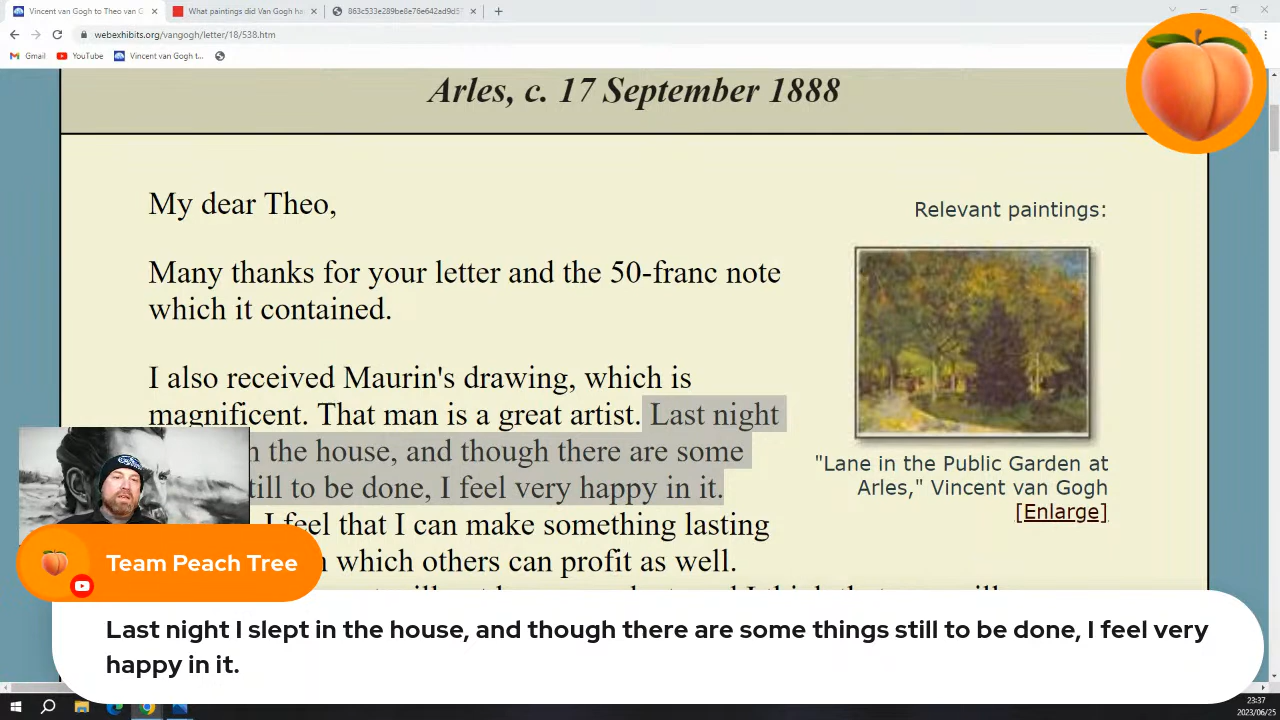 Vincent van Gogh to Theo van G
What paintings did Van Gogh ha
863c533e289be8e76e642ad9d5
webexhibits.org/vangogh/letter/18/538.htm
Gmail
YouTube
Vincent van Gogh t...
Arles, c. 17 September 1888
My dear Theo,
Many thanks for your letter and the 50-franc note
which it contained.
I also received Maurin's drawing, which is
magnificent. That man is a great artist. Last night
the house, and though there are some
still to be done, I feel very happy in it.
I feel that I can make something lasting
which others can profit as well.
Relevant paintings:
"Lane in the Public Garden at
Arles," Vincent van Gogh
[Enlarge]
Team Peach Tree
Last night I slept in the house, and though there are some things still to be done, I feel very
happy in it.
23:37
2023/06/25